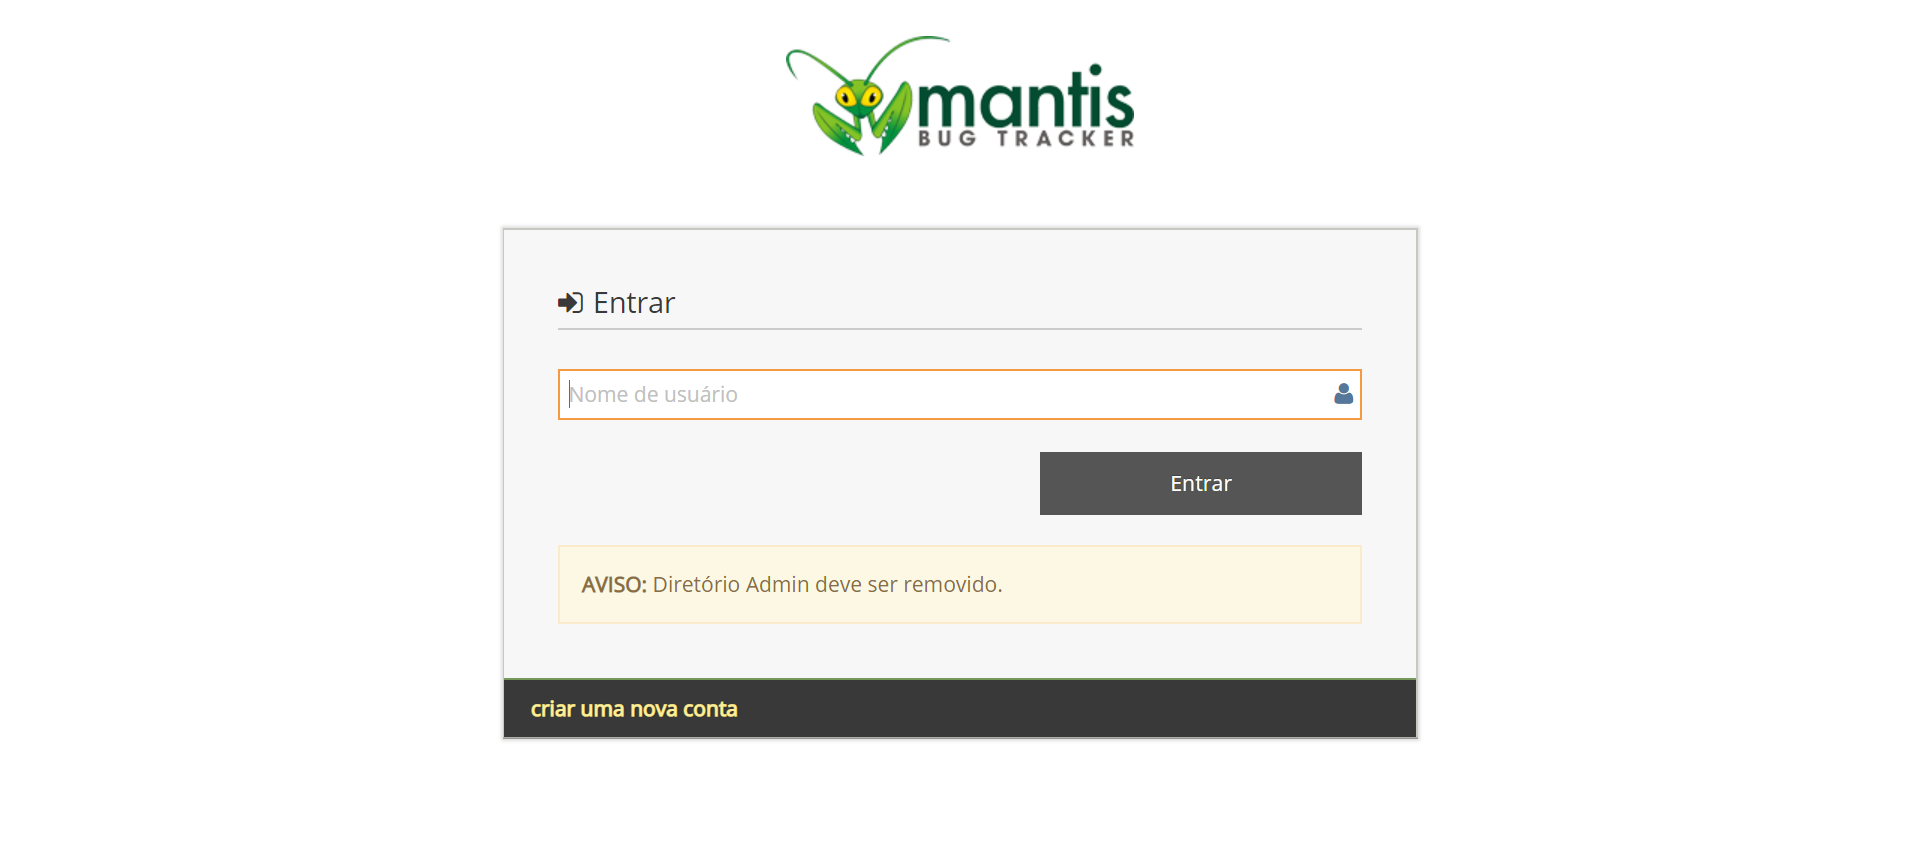 mantis
BUG TRACKER
Entrar
Nome de usuário
Entrar
AVISO: Diretório Admin deve ser removido.
criar uma nova conta